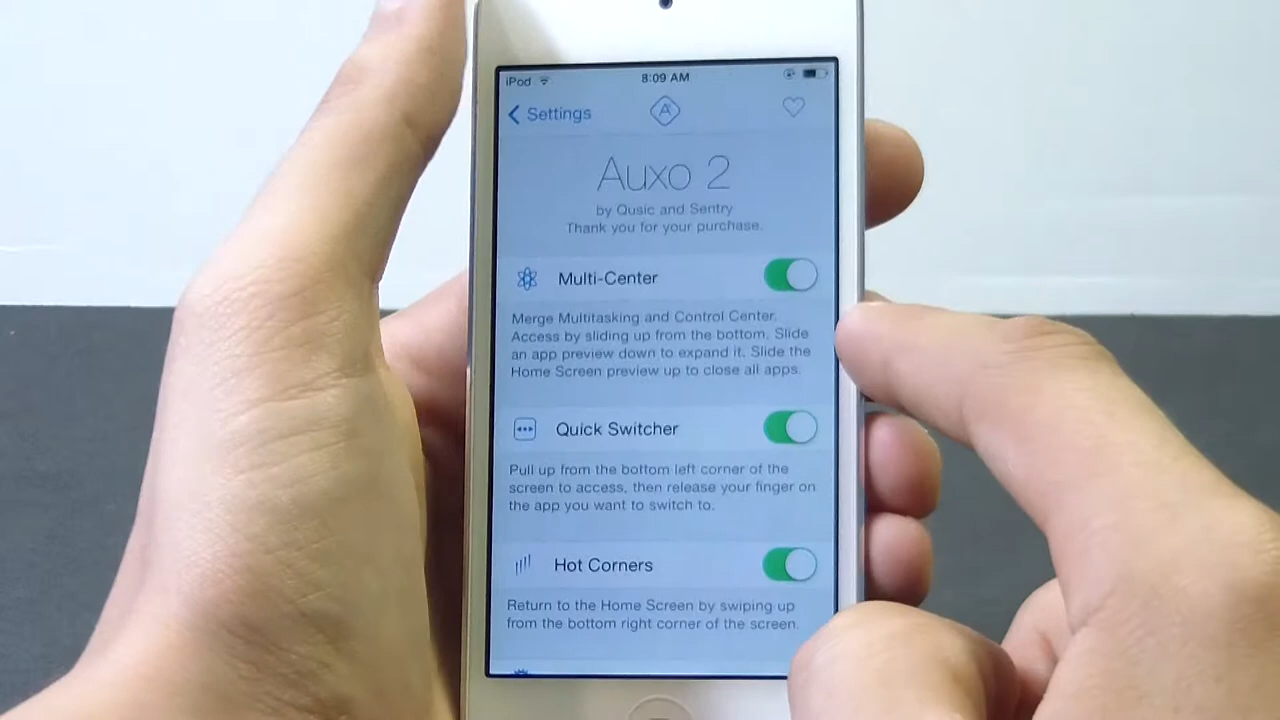 iPod 8:09 AM
Settings
Auxo 2
by Qusic and Sentry
Thank you for your purchase.
Multi-Center
Merge Multitasking and Control Center.
Access by sliding up from the bottom. Slide
an app preview down to expand it. Slide the
Home Screen preview up to close all apps.
Quick Switcher
Pull up from the bottom left corner of the
screen to access, then release your finger on
the app you want to switch to.
Hot Corners
Return to the Home Screen by swiping up
from the bottom right corner of the screen.